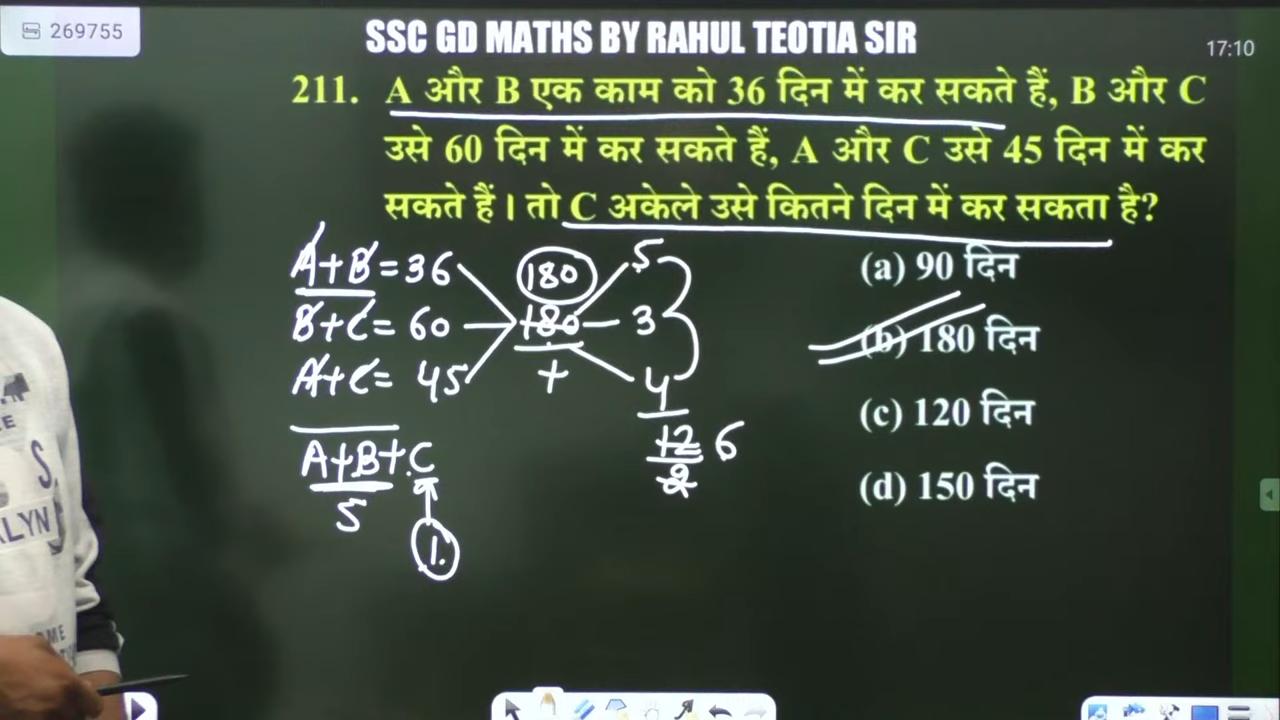 269755
SSC GD MATHS BY RAHUL TEOTIA SIR
17:10
211. A और B एक काम को 36 दिन में कर सकते हैं, B और C
उसे 60 दिन में कर सकते हैं, A और C उसे 45 दिन में कर
सकते हैं। तो C अकेले उसे कितने दिन में कर सकता है?
A+B = 36
B+C = 60
A+C = 45
180
180
+
5
3
4
12 6
2
A+B+C
5
1.
(a) 90 दिन
(b) 180 दिन
(c) 120 दिन
(d) 150 दिन
S
ALYN